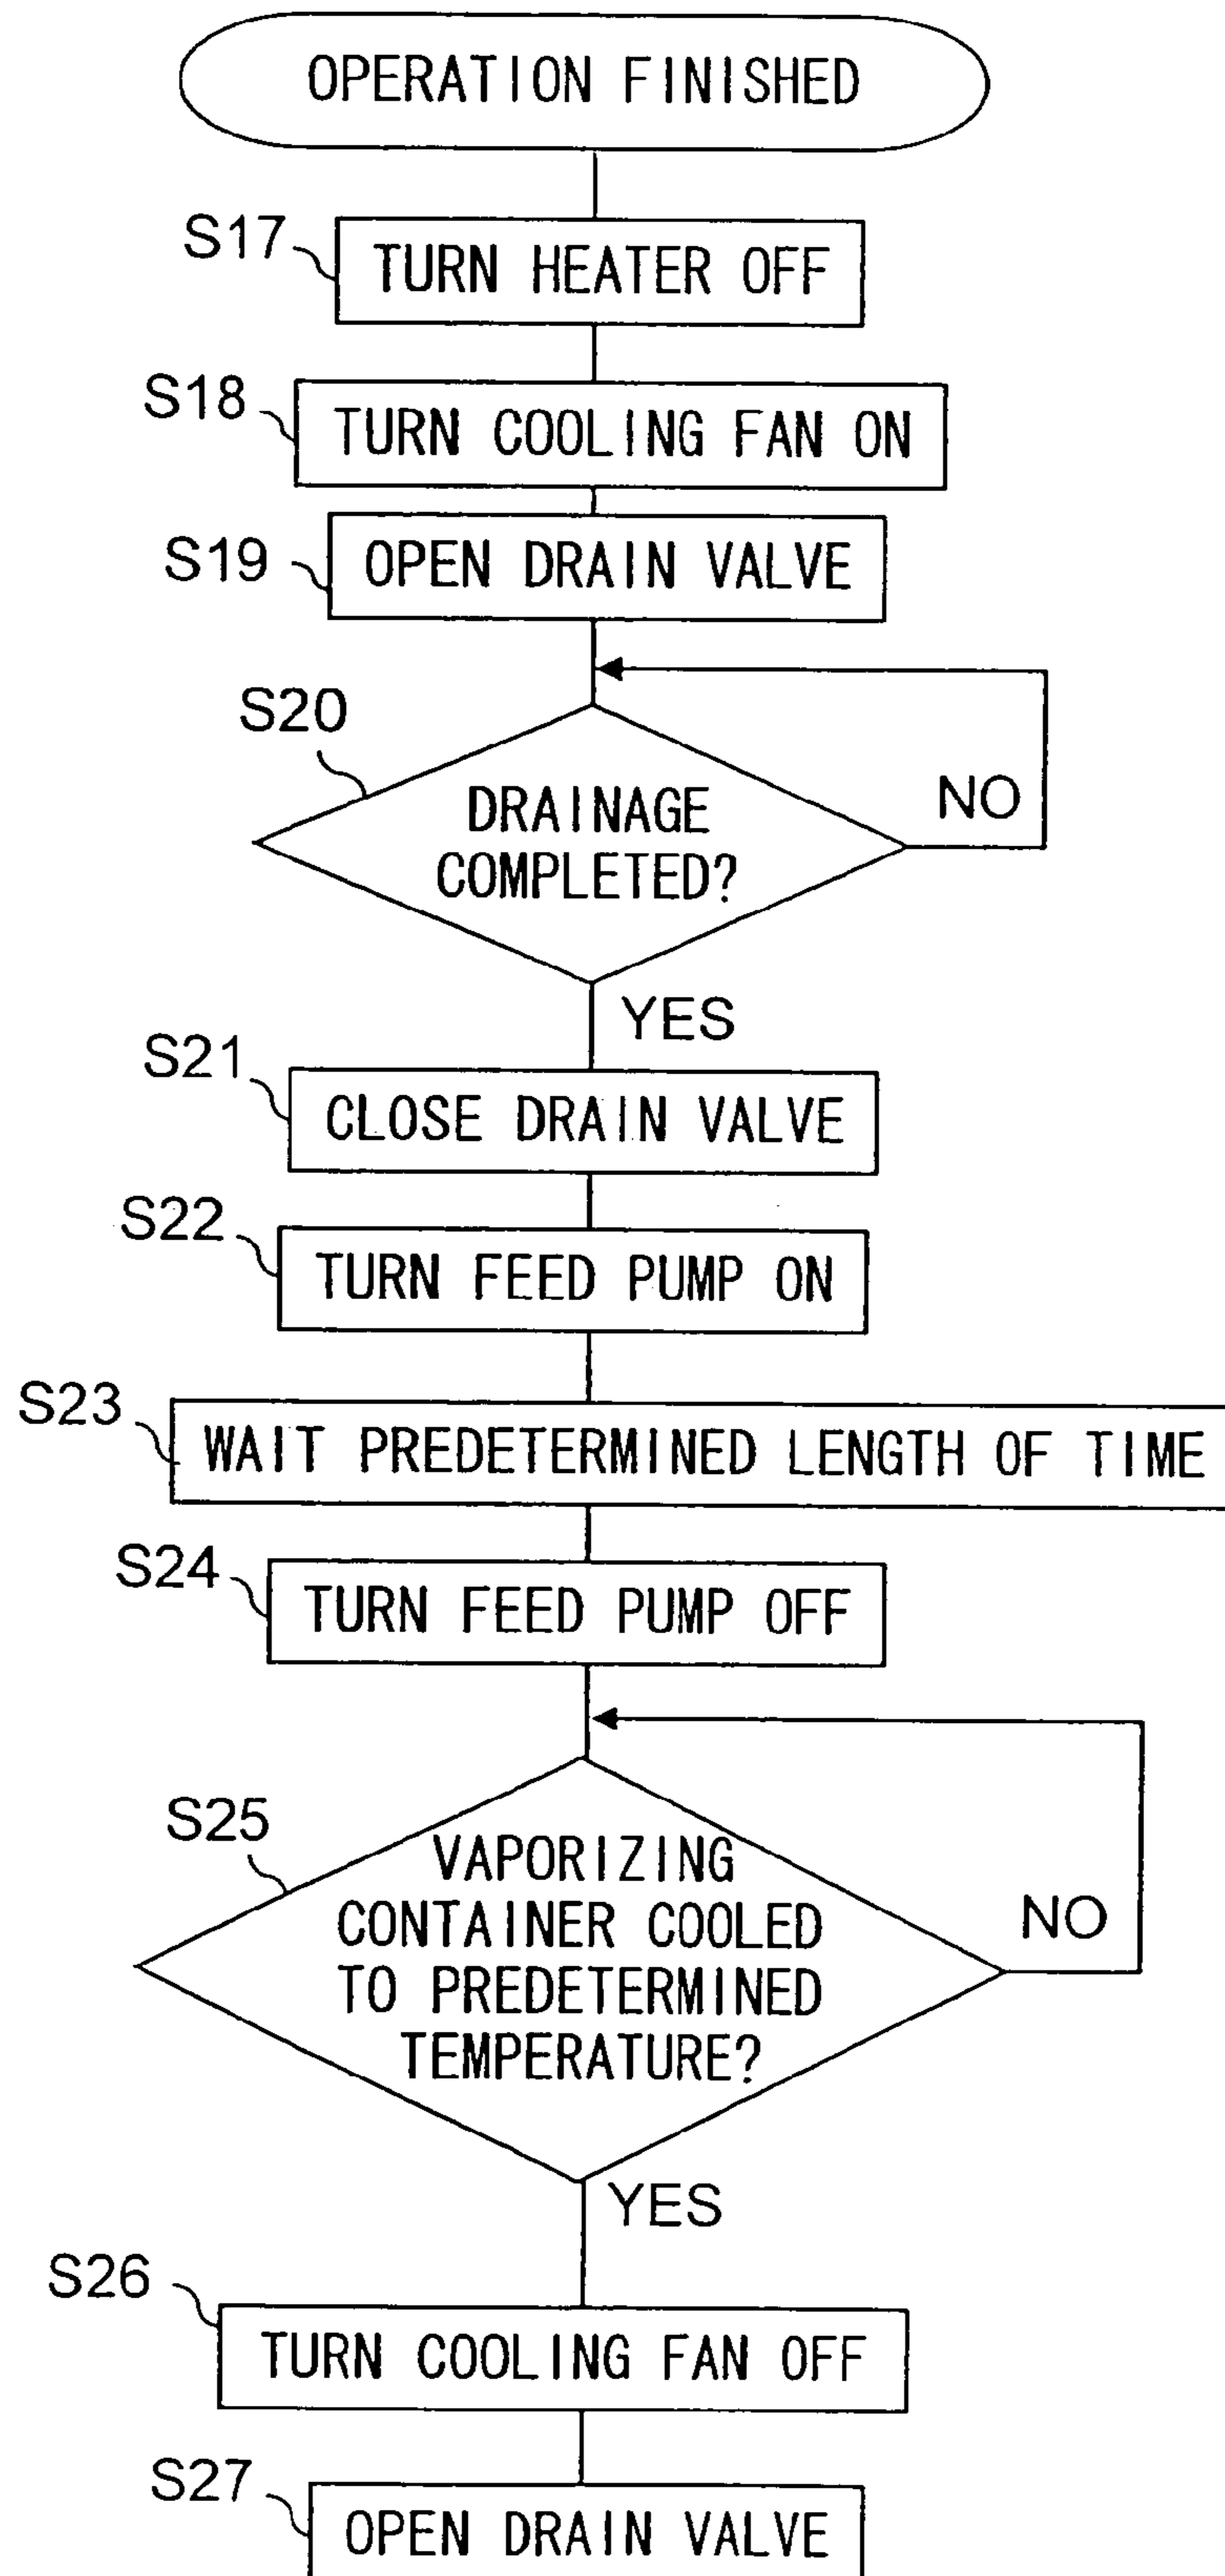 OPERATION FINISHED
S17
TURN HEATER OFF
S18
TURN COOLING FAN ON
S19
OPEN DRAIN VALVE
S20
DRAINAGE
COMPLETED?
NO
YES
S21
CLOSE DRAIN VALVE
S22
TURN FEED PUMP ON
S23
WAIT PREDETERMINED LENGTH OF TIME
S24
TURN FEED PUMP OFF
S25
VAPORIZING
CONTAINER COOLED
TO PREDETERMINED
TEMPERATURE?
NO
YES
S26
TURN COOLING FAN OFF
S27
OPEN DRAIN VALVE